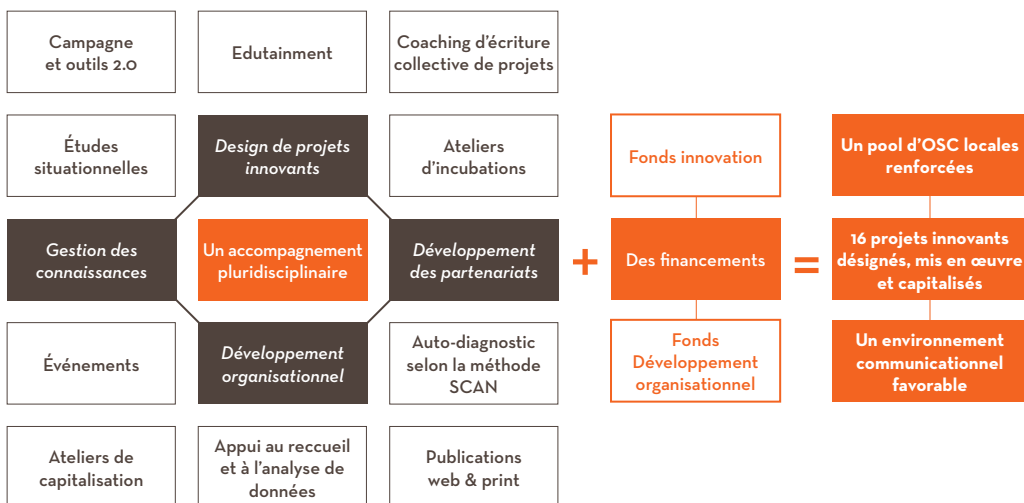 Campagne
et outils 2.0
Edutainment
Coaching d'écriture
collective de projets
Études
situationnelles
Design de projets
innovants
Ateliers
d'incubations
Fonds innovation
Un pool d'OSC locales
renforcées
Gestion des
connaissances
Un accompagnement
pluridisciplinaire
Développement
des partenariats
+
Des financements
=
16 projets innovants
désignés, mis en œuvre
et capitalisés
Événements
Développement
organisationnel
Auto-diagnostic
selon la méthode
SCAN
Fonds
Développement
organisationnel
Un environnement
communicationnel
favorable
Ateliers de
capitalisation
Appui au reccueil
et à l'analyse de
données
Publications
web & print